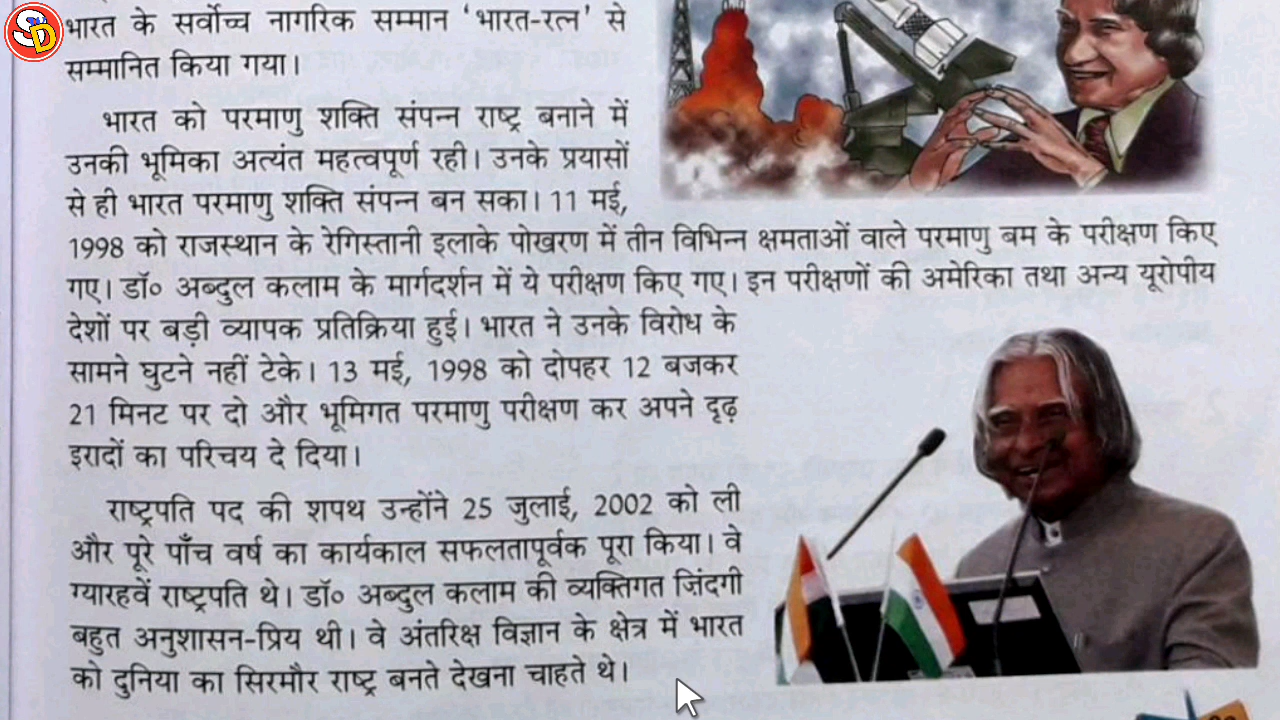 SD
भारत के सर्वोच्च नागरिक सम्मान ‘भारत-रत्न’ से
सम्मानित किया गया।
भारत को परमाणु शक्ति संपन्न राष्ट्र बनाने में
उनकी भूमिका अत्यंत महत्वपूर्ण रही। उनके प्रयासों
से ही भारत परमाणु शक्ति संपन्न बन सका। 11 मई,
1998 को राजस्थान के रेगिस्तानी इलाके पोखरण में तीन विभिन्न क्षमताओं वाले परमाणु बम के परीक्षण किए
गए। डॉ० अब्दुल कलाम के मार्गदर्शन में ये परीक्षण किए गए। इन परीक्षणों की अमेरिका तथा अन्य यूरोपीय
देशों पर बड़ी व्यापक प्रतिक्रिया हुई। भारत ने उनके विरोध के
सामने घुटने नहीं टेके। 13 मई, 1998 को दोपहर 12 बजकर
21 मिनट पर दो और भूमिगत परमाणु परीक्षण कर अपने दृढ़
इरादों का परिचय दे दिया।
राष्ट्रपति पद की शपथ उन्होंने 25 जुलाई, 2002 को ली
और पूरे पाँच वर्ष का कार्यकाल सफलतापूर्वक पूरा किया। वे
ग्यारहवें राष्ट्रपति थे। डॉ० अब्दुल कलाम की व्यक्तिगत ज़िंदगी
बहुत अनुशासन-प्रिय थी। वे अंतरिक्ष विज्ञान के क्षेत्र में भारत
को दुनिया का सिरमौर राष्ट्र बनते देखना चाहते थे।